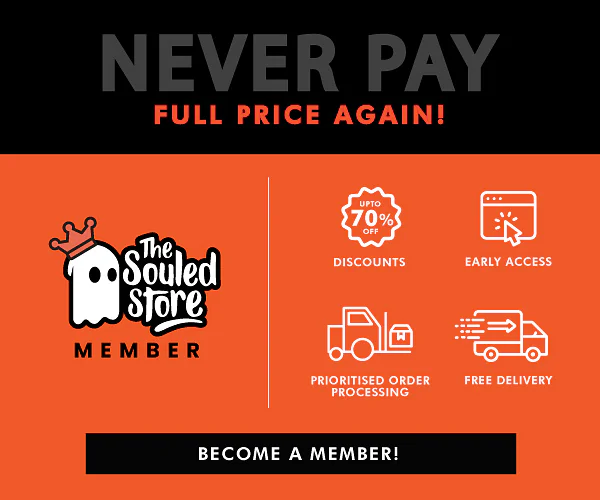 NEVER PAY
FULL PRICE AGAIN!
The
Souled
Store
MEMBER
UPTO
70%
OFF
DISCOUNTS
EARLY ACCESS
PRIORITISED ORDER
PROCESSING
FREE DELIVERY
BECOME A MEMBER!